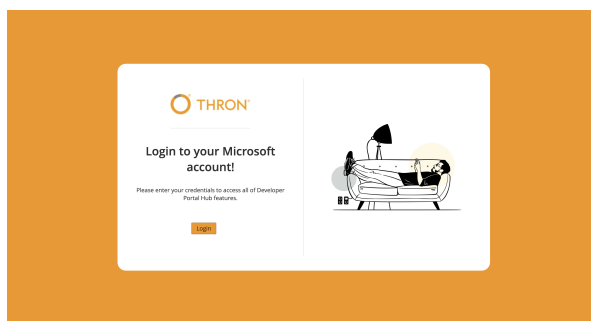 THRON
Login to your Microsoft
account!
Please enter your credentials to access all of Developer
Portal Hub features.
Login